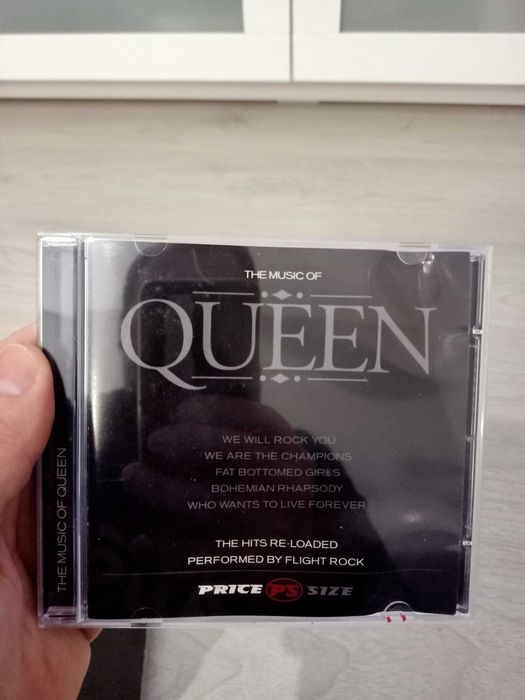 THE MUSIC OF
QUEEN
WE WILL ROCK YOU
WE ARE THE CHAMPIONS
FAT BOTTOMED GIRLS
BOHEMIAN RHAPSODY
WHO WANTS TO LIVE FOREVER
THE HITS RE-LOADED
PERFORMED BY FLIGHT ROCK
PRICE PS SIZE
THE MUSIC OF QUEEN